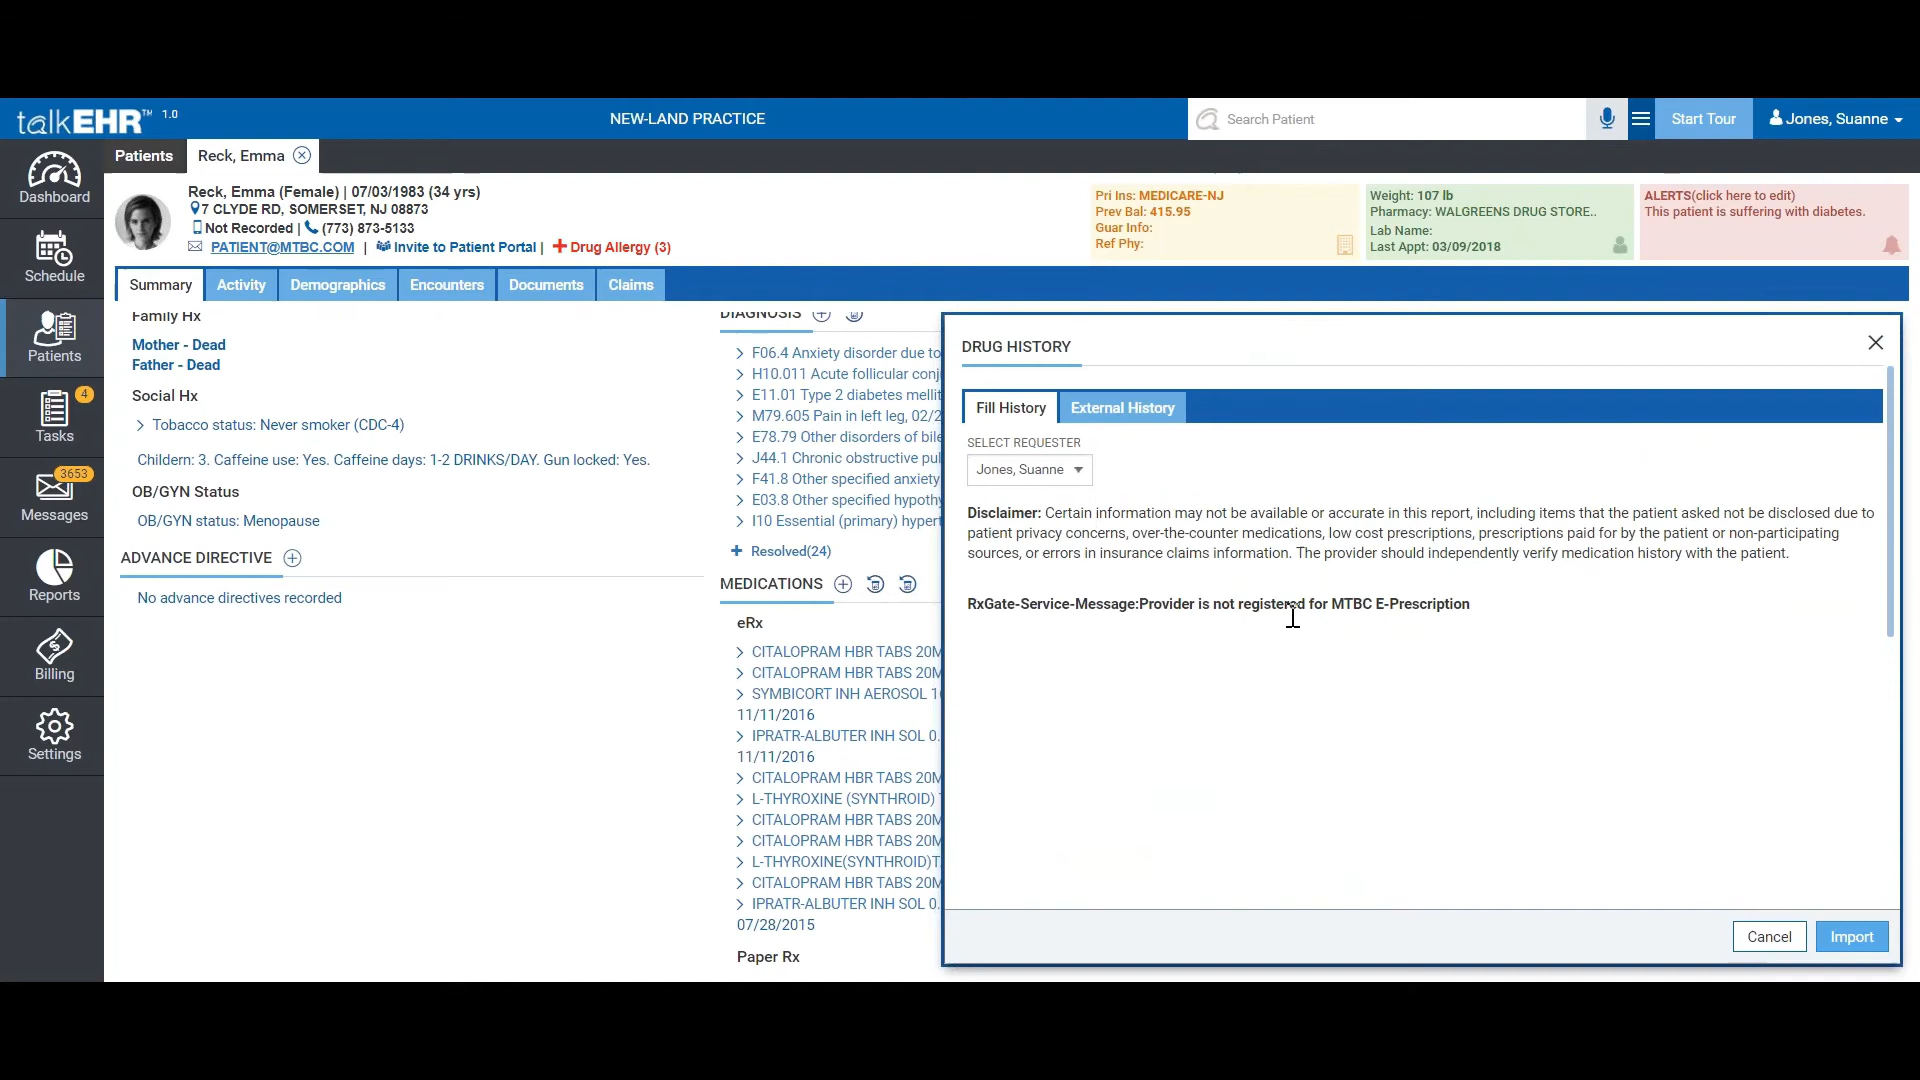 talkEHR™ 1.0
NEW-LAND PRACTICE
Search Patient
Start Tour
Jones, Suanne
Dashboard
Schedule
Patients
Tasks
4
Messages
3653
Reports
Billing
Settings
Patients
Reck, Emma
Reck, Emma (Female) | 07/03/1983 (34 yrs)
7 CLYDE RD, SOMERSET, NJ 08873
Not Recorded | (773) 873-5133
PATIENT@MTBC.COM | Invite to Patient Portal | Drug Allergy (3)
Pri Ins: MEDICARE-NJ
Prev Bal: 415.95
Guar Info:
Ref Phy:
Weight: 107 lb
Pharmacy: WALGREENS DRUG STORE..
Lab Name:
Last Appt: 03/09/2018
ALERTS(click here to edit)
This patient is suffering with diabetes.
Summary
Activity
Demographics
Encounters
Documents
Claims
Family Hx
Mother - Dead
Father - Dead
Social Hx
Tobacco status: Never smoker (CDC-4)
Childern: 3. Caffeine use: Yes. Caffeine days: 1-2 DRINKS/DAY. Gun locked: Yes.
OB/GYN Status
OB/GYN status: Menopause
ADVANCE DIRECTIVE
No advance directives recorded
DIAGNOSIS
F06.4 Anxiety disorder due to
H10.011 Acute follicular conj
E11.01 Type 2 diabetes mellit
M79.605 Pain in left leg, 02/2
E78.79 Other disorders of bile
J44.1 Chronic obstructive pul
F41.8 Other specified anxiety
E03.8 Other specified hypothy
I10 Essential (primary) hypert
Resolved(24)
MEDICATIONS
eRx
CITALOPRAM HBR TABS 20M
CITALOPRAM HBR TABS 20M
SYMBICORT INH AEROSOL 1
11/11/2016
IPRATR-ALBUTER INH SOL 0.
11/11/2016
CITALOPRAM HBR TABS 20M
L-THYROXINE (SYNTHROID) T
CITALOPRAM HBR TABS 20M
CITALOPRAM HBR TABS 20M
L-THYROXINE(SYNTHROID)T
CITALOPRAM HBR TABS 20M
IPRATR-ALBUTER INH SOL 0.
07/28/2015
Paper Rx
DRUG HISTORY
Fill History
External History
SELECT REQUESTER
Jones, Suanne
Disclaimer: Certain information may not be available or accurate in this report, including items that the patient asked not be disclosed due to
patient privacy concerns, over-the-counter medications, low cost prescriptions, prescriptions paid for by the patient or non-participating
sources, or errors in insurance claims information. The provider should independently verify medication history with the patient.
RxGate-Service-Message:Provider is not registered for MTBC E-Prescription
Cancel
Import